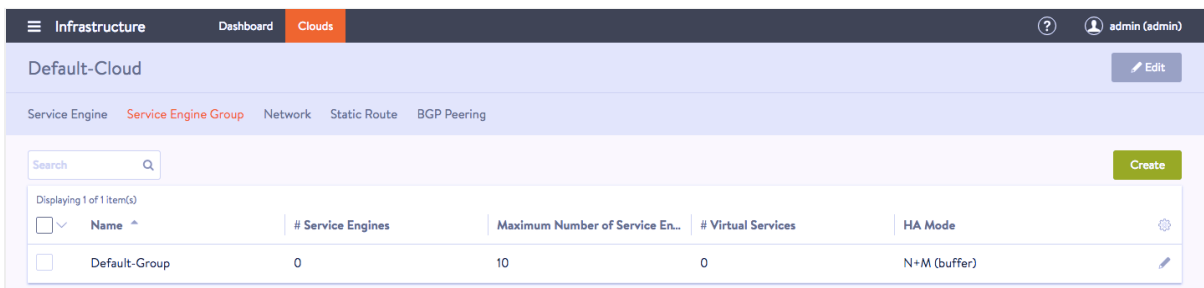 Infrastructure Dashboard Clouds ? admin (admin)
Default-Cloud Edit
Service Engine Service Engine Group Network Static Route BGP Peering
Search Create
Displaying 1 of 1 item(s)
Name # Service Engines Maximum Number of Service En... # Virtual Services HA Mode
Default-Group 0 10 0 N+M (buffer)